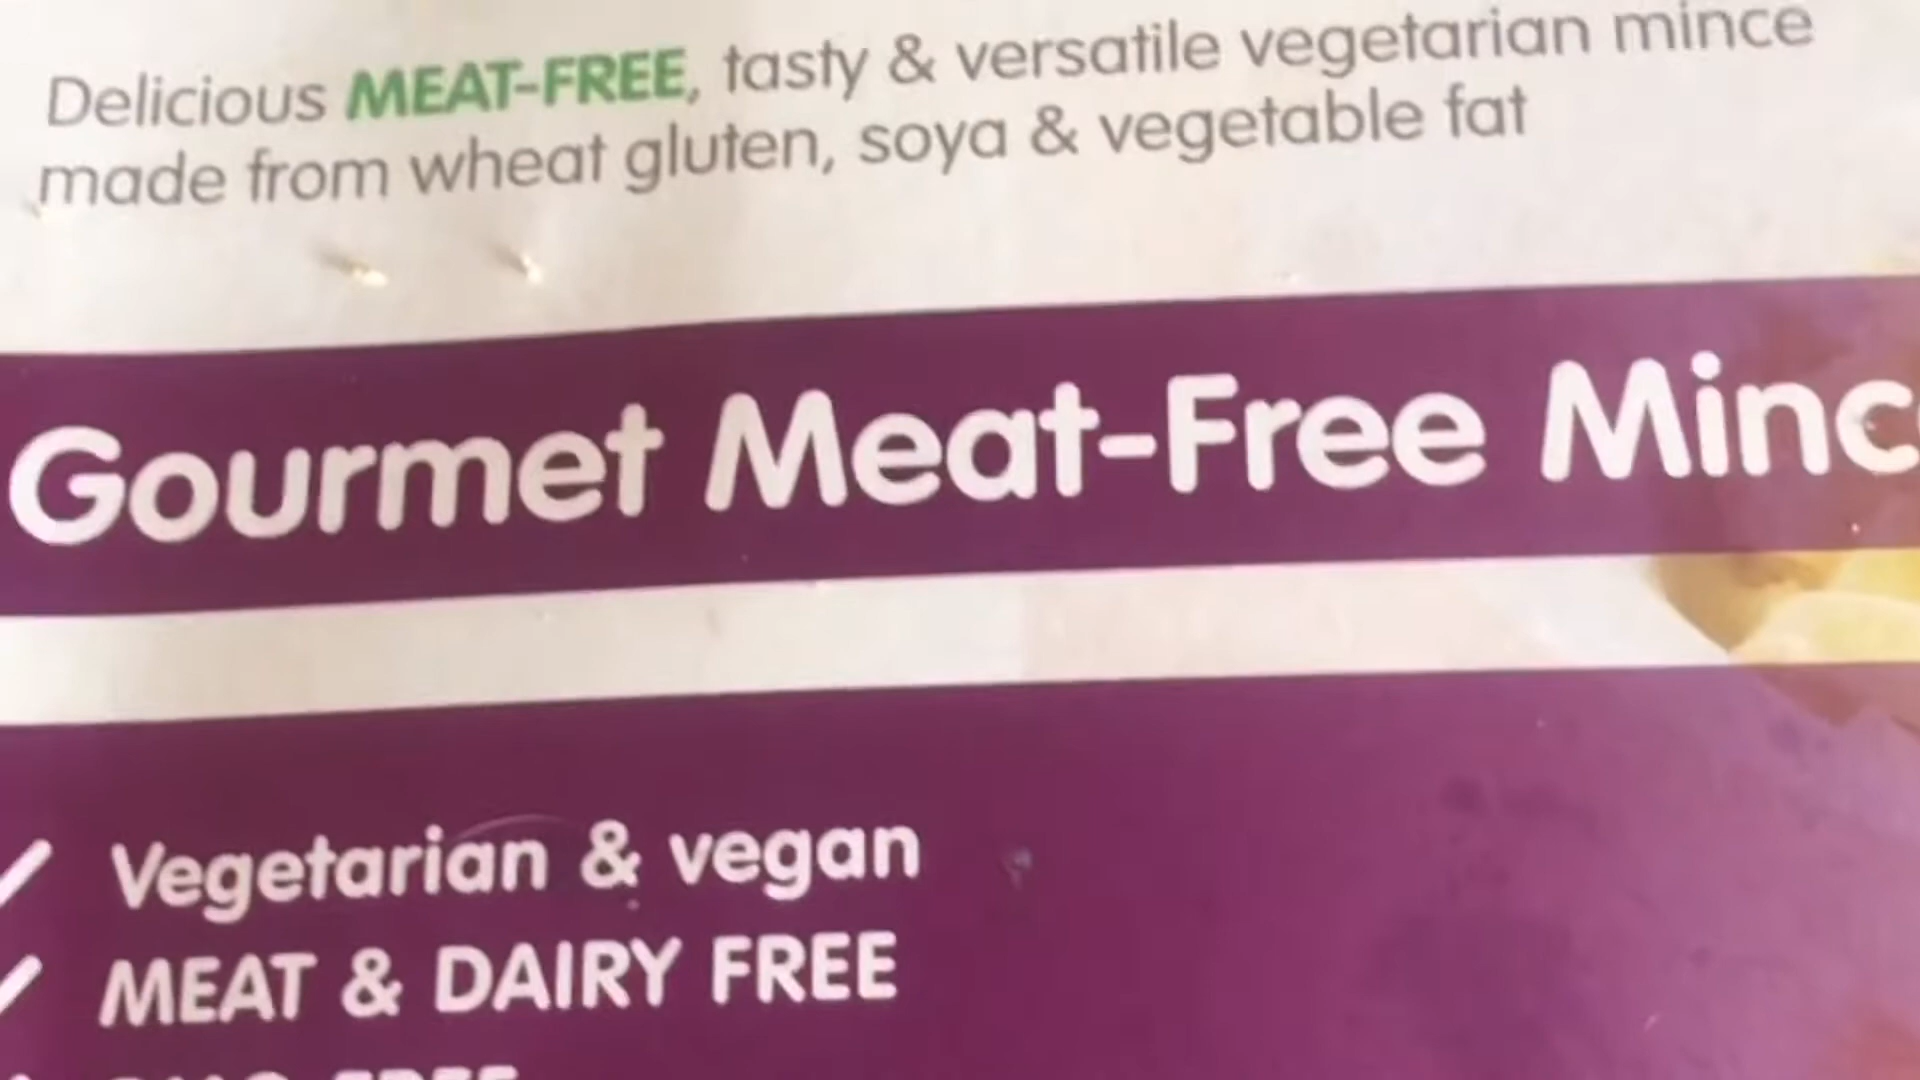 Delicious MEAT-FREE, tasty & versatile vegetarian mince
made from wheat gluten, soya & vegetable fat
Gourmet Meat-Free Minc
Vegetarian & vegan
MEAT & DAIRY FREE
FREE